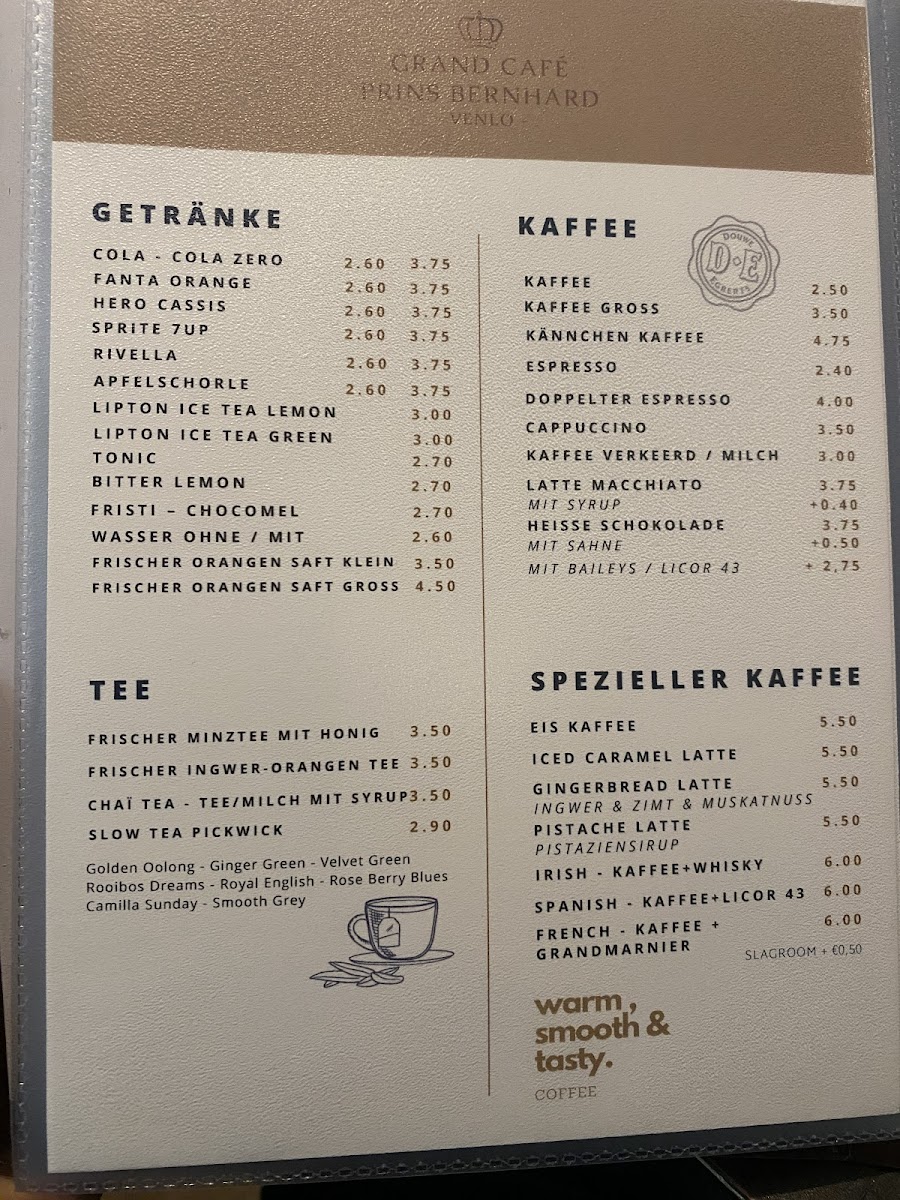 GRAND CAFÉ
PRINS BERNHARD
VENLO -
GETRÄNKE
COLA - COLA ZERO 2.60 3.75
FANTA ORANGE 2.60 3.75
HERO CASSIS 2.60 3.75
SPRITE 7UP 2.60 3.75
RIVELLA 2.60 3.75
APFELSCHORLE 2.60 3.75
LIPTON ICE TEA LEMON 3.00
LIPTON ICE TEA GREEN 3.00
TONIC 2.70
BITTER LEMON 2.70
FRISTI – CHOCOMEL 2.70
WASSER OHNE / MIT 2.60
FRISCHER ORANGEN SAFT KLEIN 3.50
FRISCHER ORANGEN SAFT GROSS 4.50
TEE
FRISCHER MINZTEE MIT HONIG 3.50
FRISCHER INGWER-ORANGEN TEE 3.50
CHAÏ TEA - TEE/MILCH MIT SYRUP 3.50
SLOW TEA PICKWICK 2.90
Golden Oolong - Ginger Green - Velvet Green
Rooibos Dreams - Royal English - Rose Berry Blues
Camilla Sunday - Smooth Grey
KAFFEE
DOUWE
D·E
EGBERTS
KAFFEE 2.50
KAFFEE GROSS 3.50
KÄNNCHEN KAFFEE 4.75
ESPRESSO 2.40
DOPPELTER ESPRESSO 4.00
CAPPUCCINO 3.50
KAFFEE VERKEERD / MILCH 3.00
LATTE MACCHIATO 3.75
MIT SYRUP +0.40
HEISSE SCHOKOLADE 3.75
MIT SAHNE +0.50
MIT BAILEYS / LICOR 43 + 2,75
SPEZIELLER KAFFEE
EIS KAFFEE 5.50
ICED CARAMEL LATTE 5.50
GINGERBREAD LATTE 5.50
INGWER & ZIMT & MUSKATNUSS
PISTACHE LATTE 5.50
PISTAZIENSIRUP
IRISH - KAFFEE+WHISKY 6.00
SPANISH - KAFFEE+LICOR 43 6.00
FRENCH - KAFFEE + 6.00
GRANDMARNIER
SLAGROOM + €0,50
warm ,
smooth &
tasty.
COFFEE